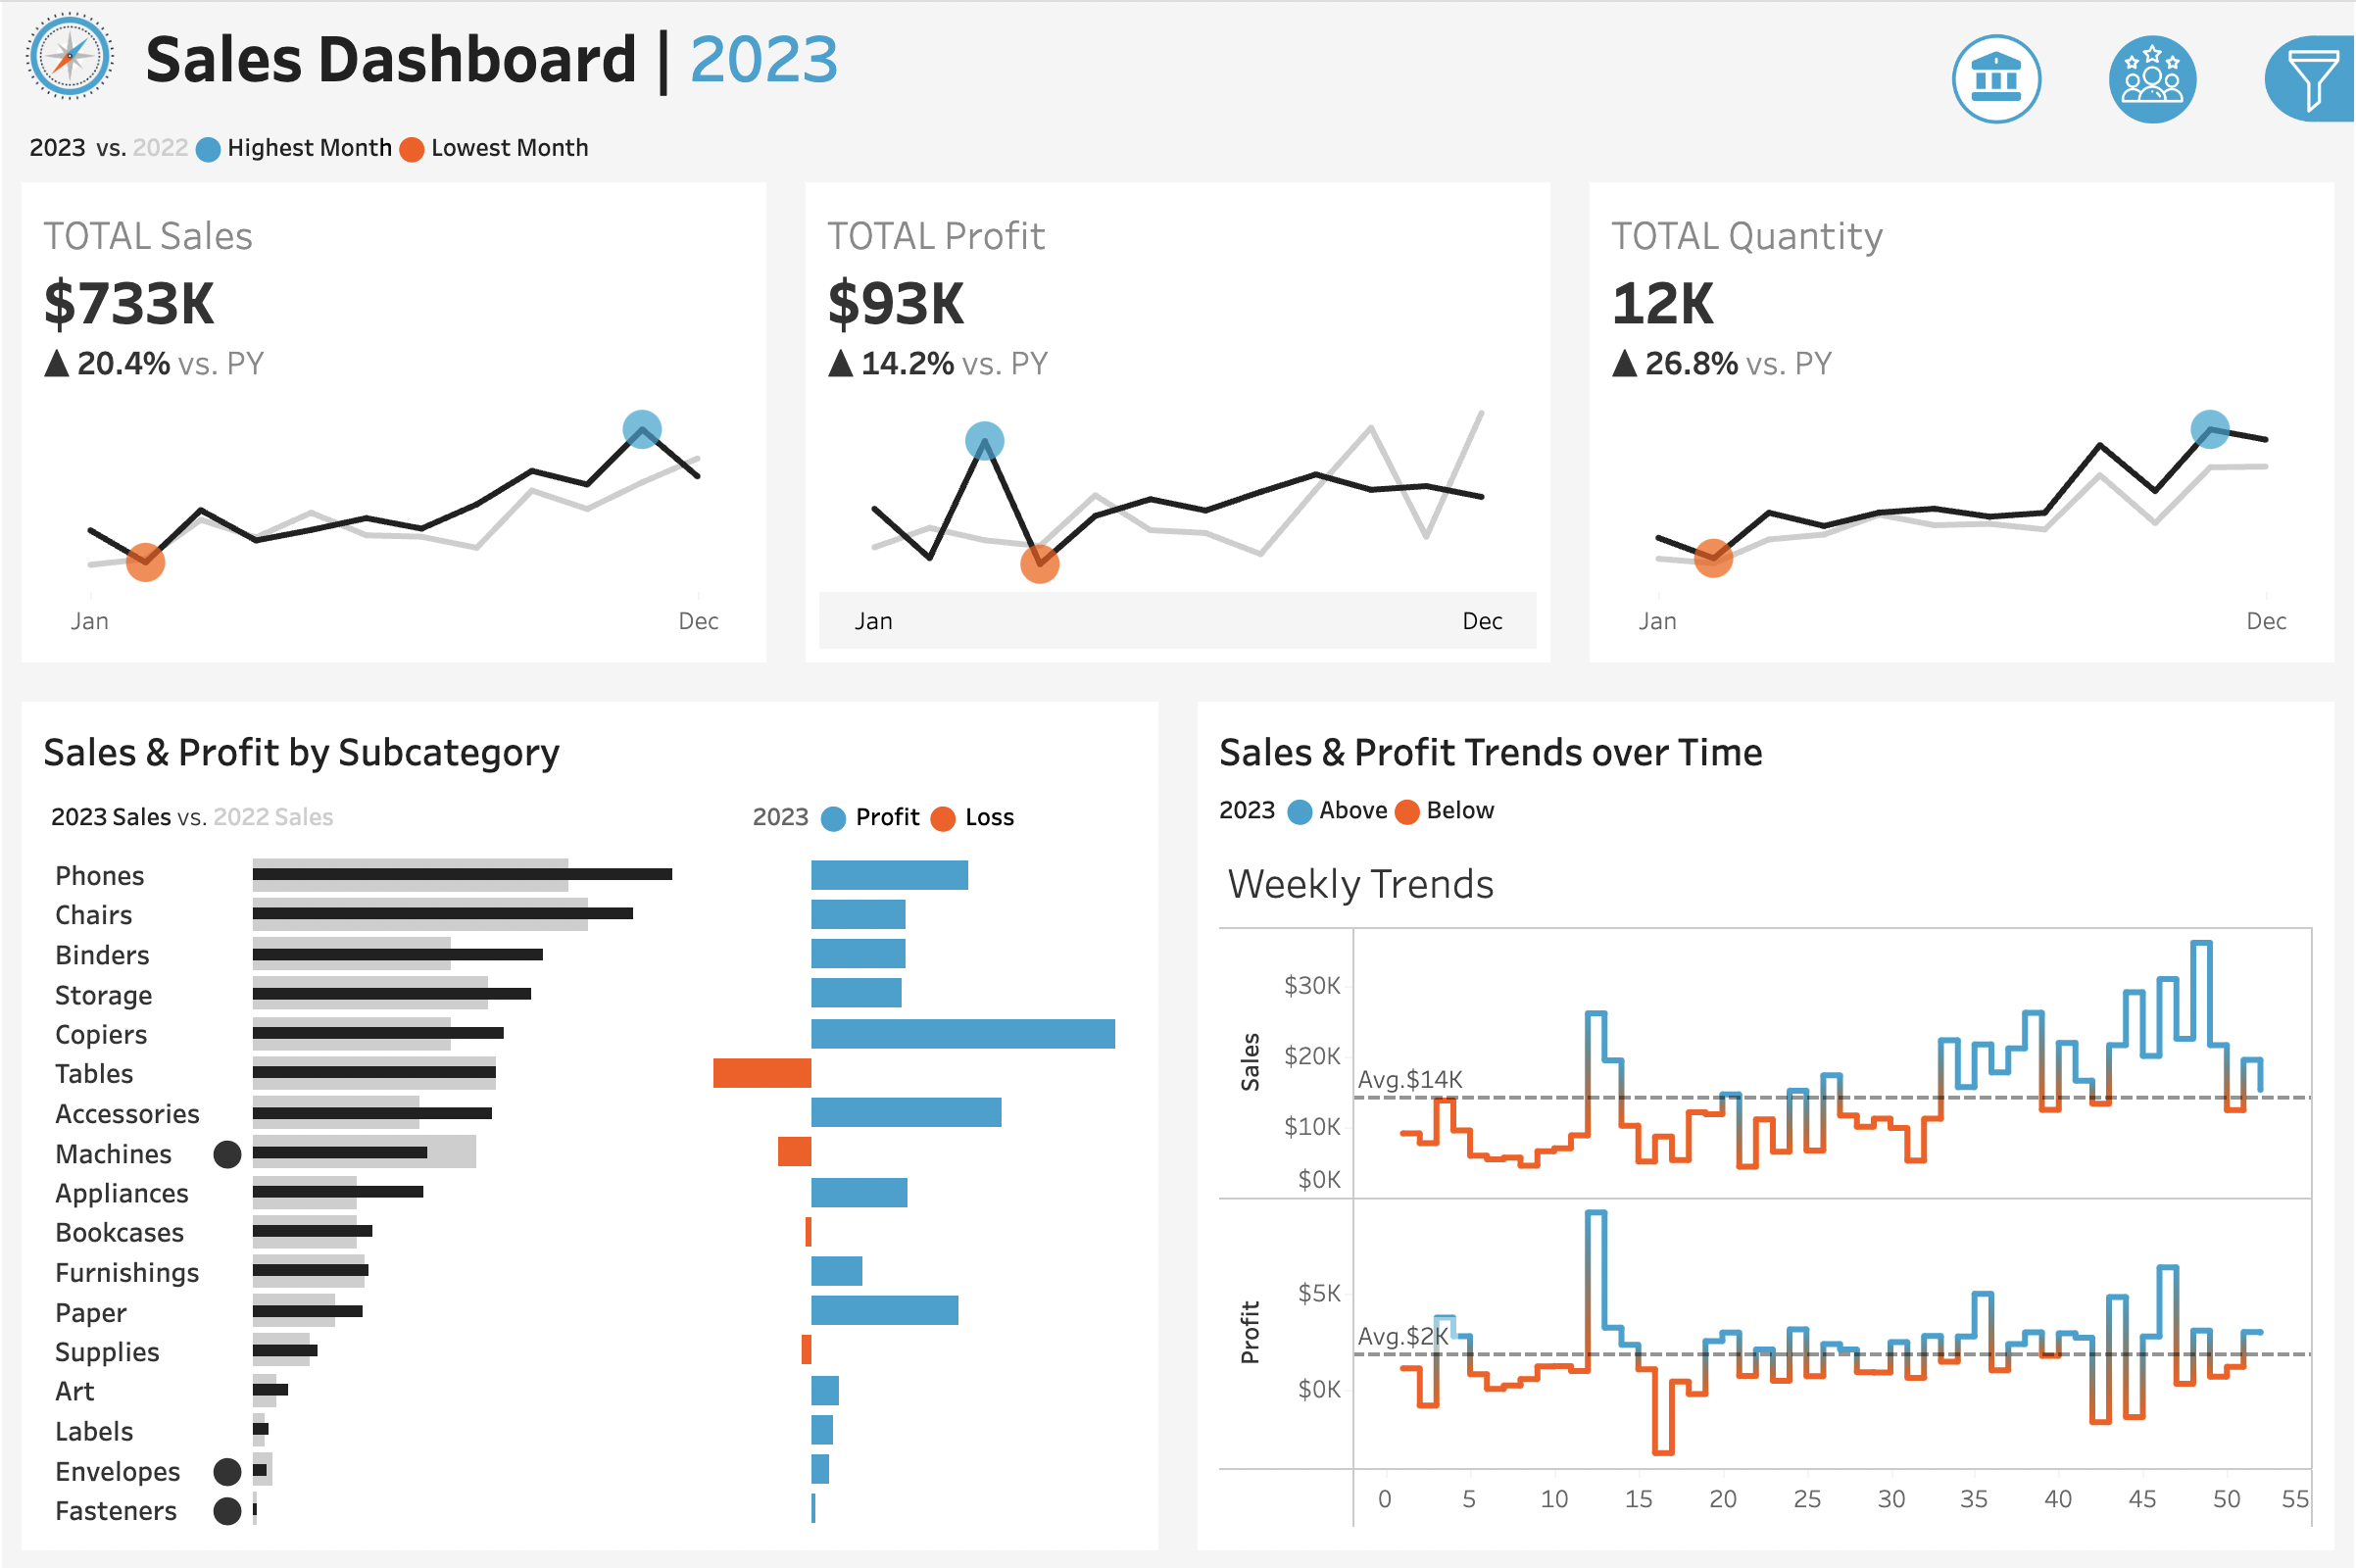 Sales Dashboard | 2023
2023 vs. 2022 Highest Month Lowest Month
TOTAL Sales
$733K
▲ 20.4% vs. PY
Jan Dec
TOTAL Profit
$93K
▲ 14.2% vs. PY
Jan Dec
TOTAL Quantity
12K
▲ 26.8% vs. PY
Jan Dec
Sales & Profit by Subcategory
2023 Sales vs. 2022 Sales
2023 Profit Loss
Phones
Chairs
Binders
Storage
Copiers
Tables
Accessories
Machines
Appliances
Bookcases
Furnishings
Paper
Supplies
Art
Labels
Envelopes
Fasteners
Sales & Profit Trends over Time
2023 Above Below
Weekly Trends
Sales
$30K
$20K
Avg.$14K
$10K
$0K
Profit
$5K
Avg.$2K
$0K
0 5 10 15 20 25 30 35 40 45 50 55